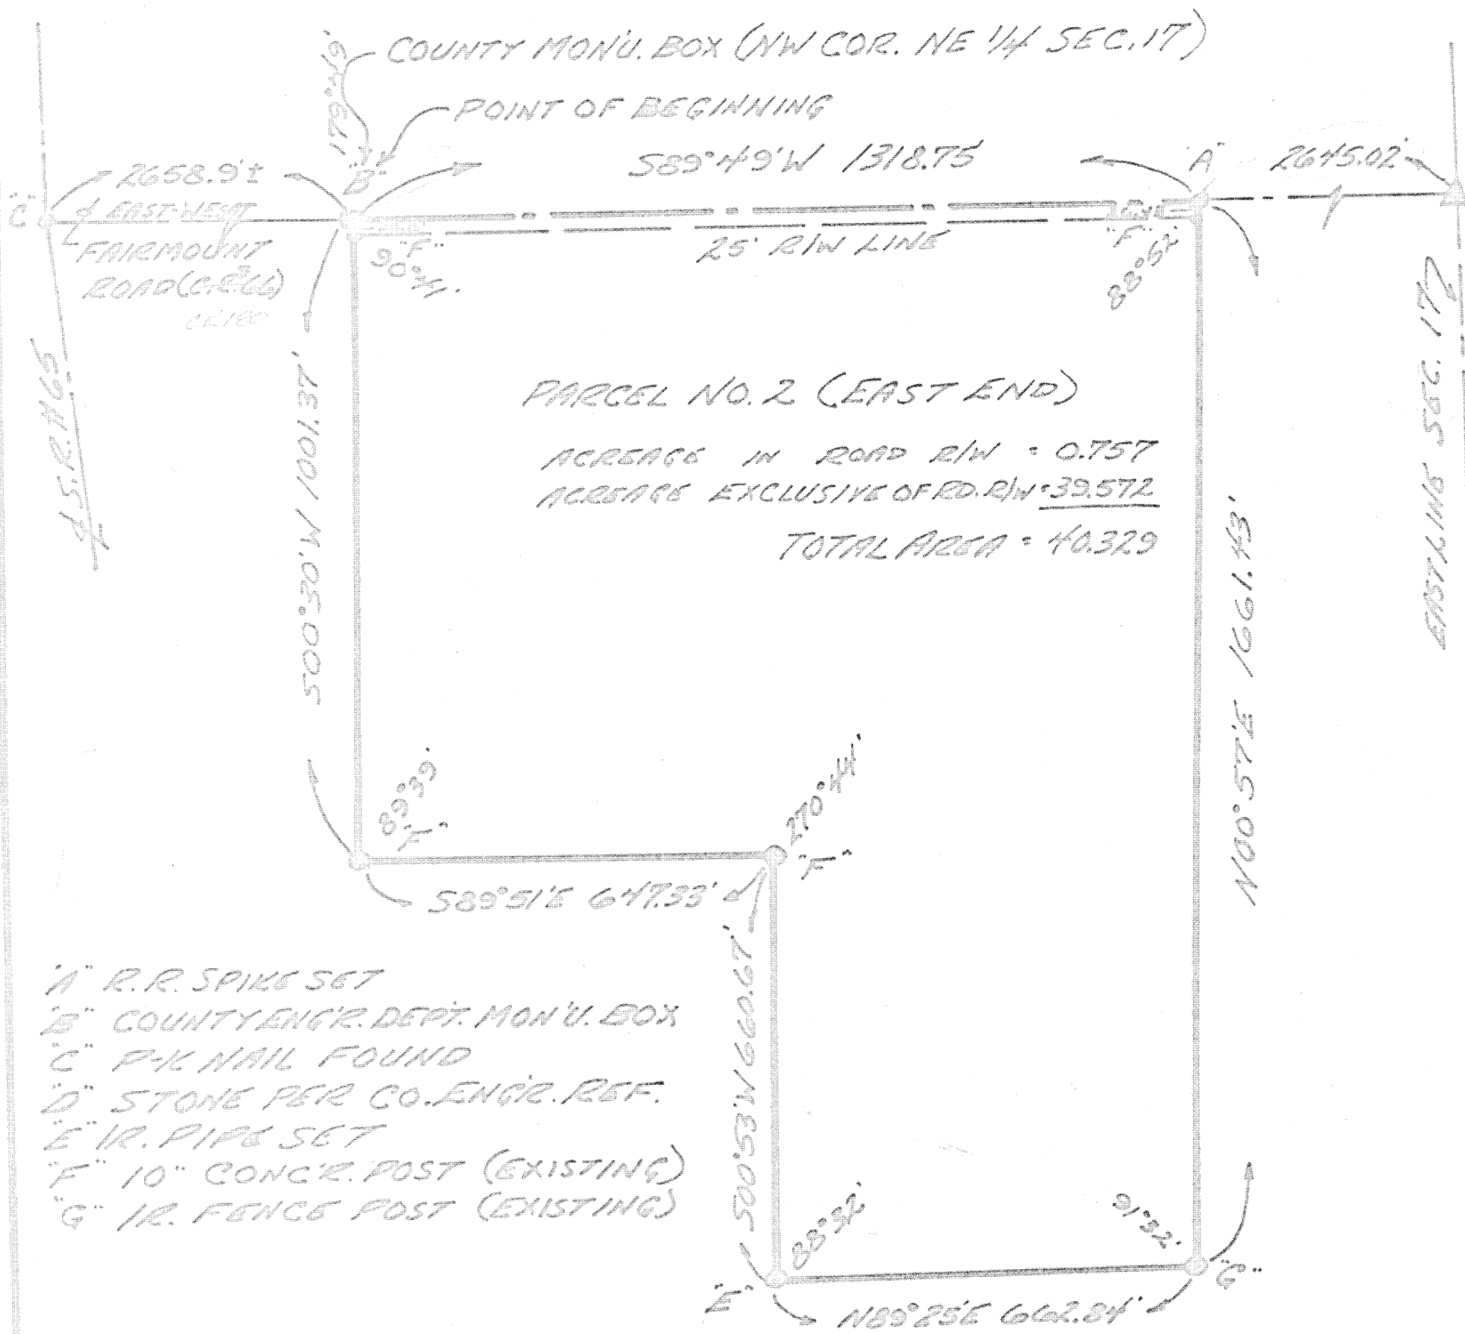 COUNTY MON'U. BOX (NW COR. NE 1/4 SEC. 17)
179°49'
POINT OF BEGINNING
S89°49'W 1318.75'
"A"
2645.02'
2658.9'±
"B"
"C"
℄ EAST-WEST
FAIRMOUNT
ROAD (C.R. 66)
CR 180
"F"
90°41'
25' R/W LINE
"G"
"F"
88°52'
℄ S.R. 165
S00°30'W 1001.37'
PARCEL NO. 2 (EAST END)
ACREAGE IN ROAD R/W = 0.757
ACREAGE EXCLUSIVE OF RD. R/W = 39.572
TOTAL AREA = 40.329
EAST LINE SEC. 17
N00°57'E 1661.43'
89°39'
"F"
270°44'
"F"
S89°51'E 647.33'
"A" R.R. SPIKE SET
"B" COUNTY ENG'R. DEPT. MON'U. BOX
"C" P-K NAIL FOUND
"D" STONE PER CO. ENG'R. REF.
"E" IR. PIPE SET
"F" 10" CONC'R. POST (EXISTING)
"G" IR. FENCE POST (EXISTING)
S00°53'W 660.67'
88°32'
91°32'
"E"
"G"
N89°25'E 662.84'